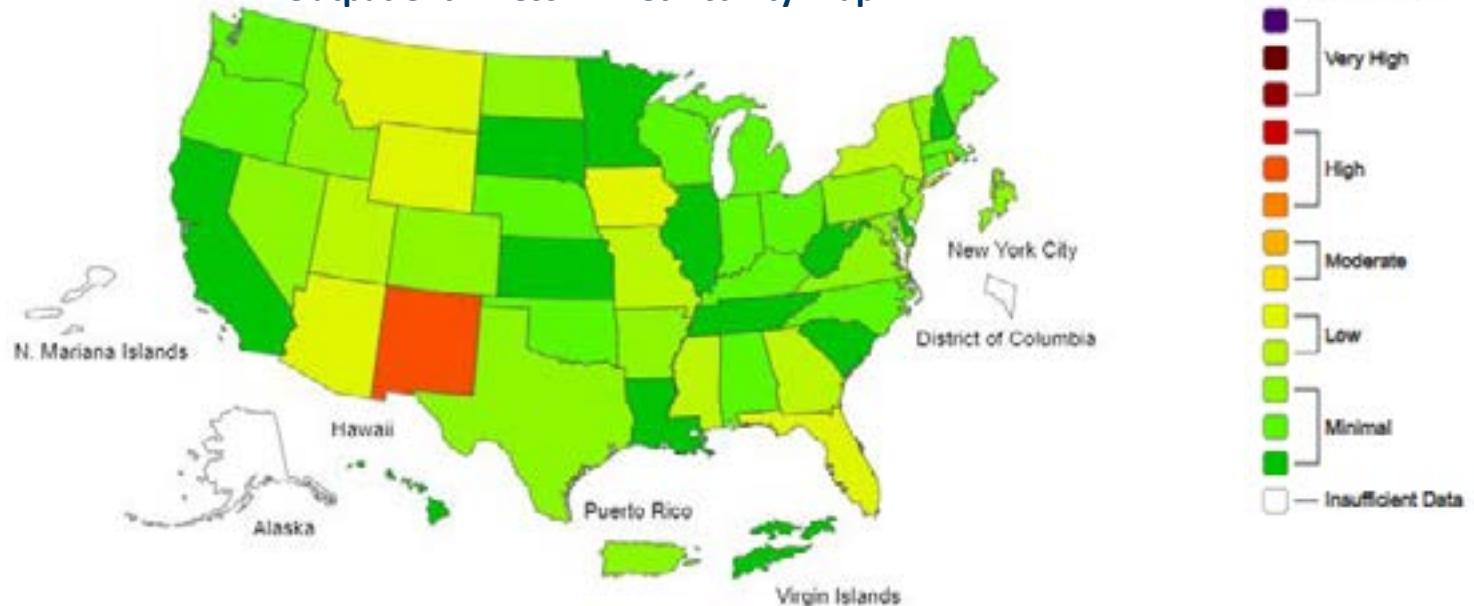 Very High
High
Moderate
Low
Minimal
Insufficient Data
New York City
District of Columbia
N. Mariana Islands
Hawaii
Alaska
Puerto Rico
Virgin Islands